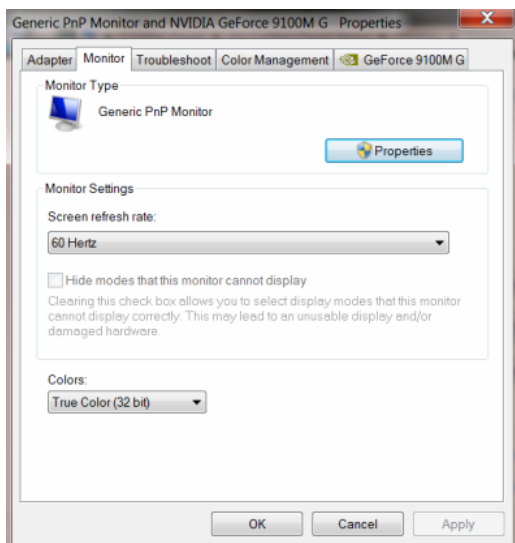 Generic PnP Monitor and NVIDIA GeForce 9100M G Properties
X
Adapter Monitor Troubleshoot Color Management GeForce 9100M G
Monitor Type
Generic PnP Monitor
Properties
Monitor Settings
Screen refresh rate:
60 Hertz
Hide modes that this monitor cannot display
Clearing this check box allows you to select display modes that this monitor
cannot display correctly. This may lead to an unusable display and/or
damaged hardware.
Colors:
True Color (32 bit)
OK Cancel Apply